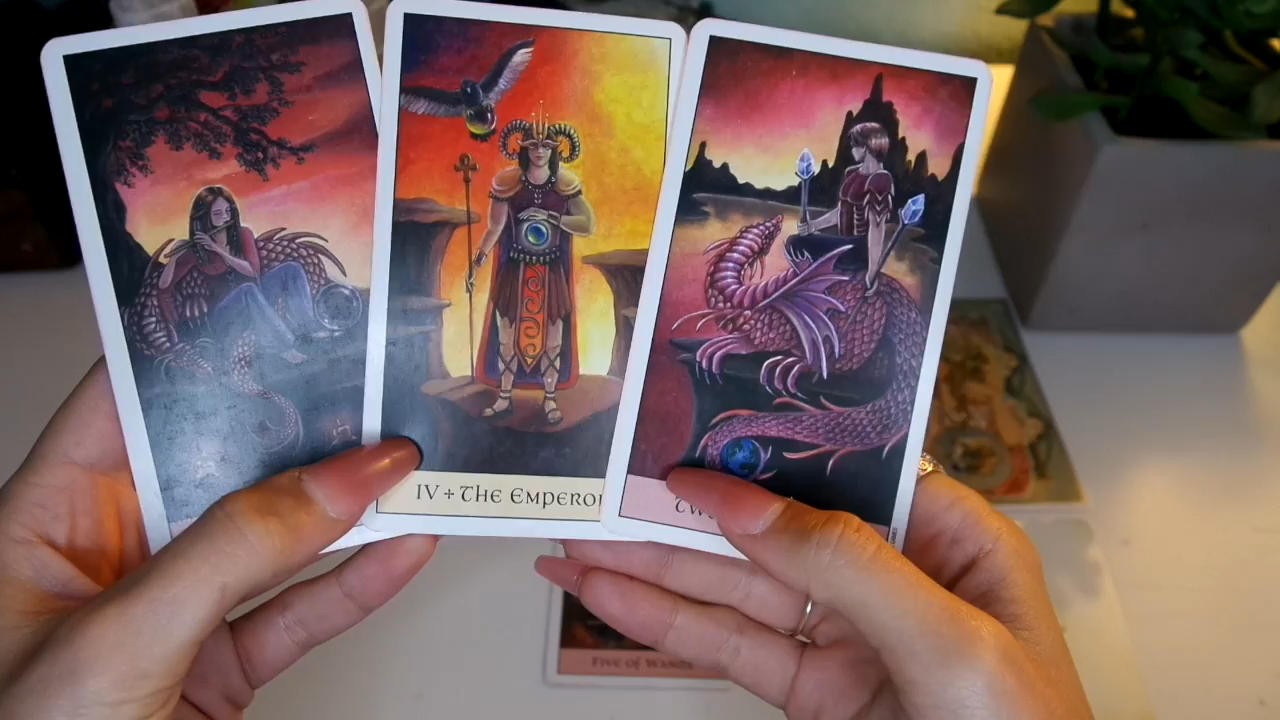 IV + The Emperor
Five of Wands